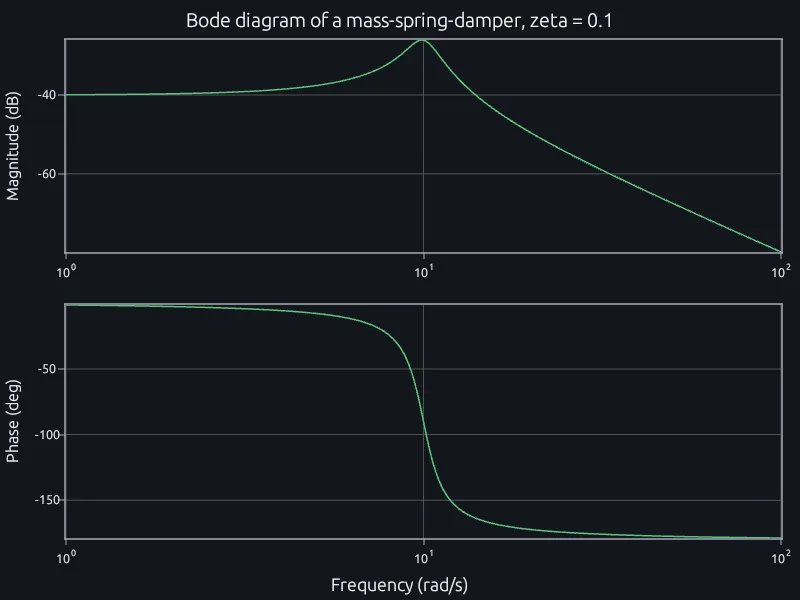 Bode diagram of a mass-spring-damper, zeta = 0.1
Magnitude (dB)
-40
-60
10⁰
10¹
10²
Phase (deg)
-50
-100
-150
10⁰
10¹
10²
Frequency (rad/s)